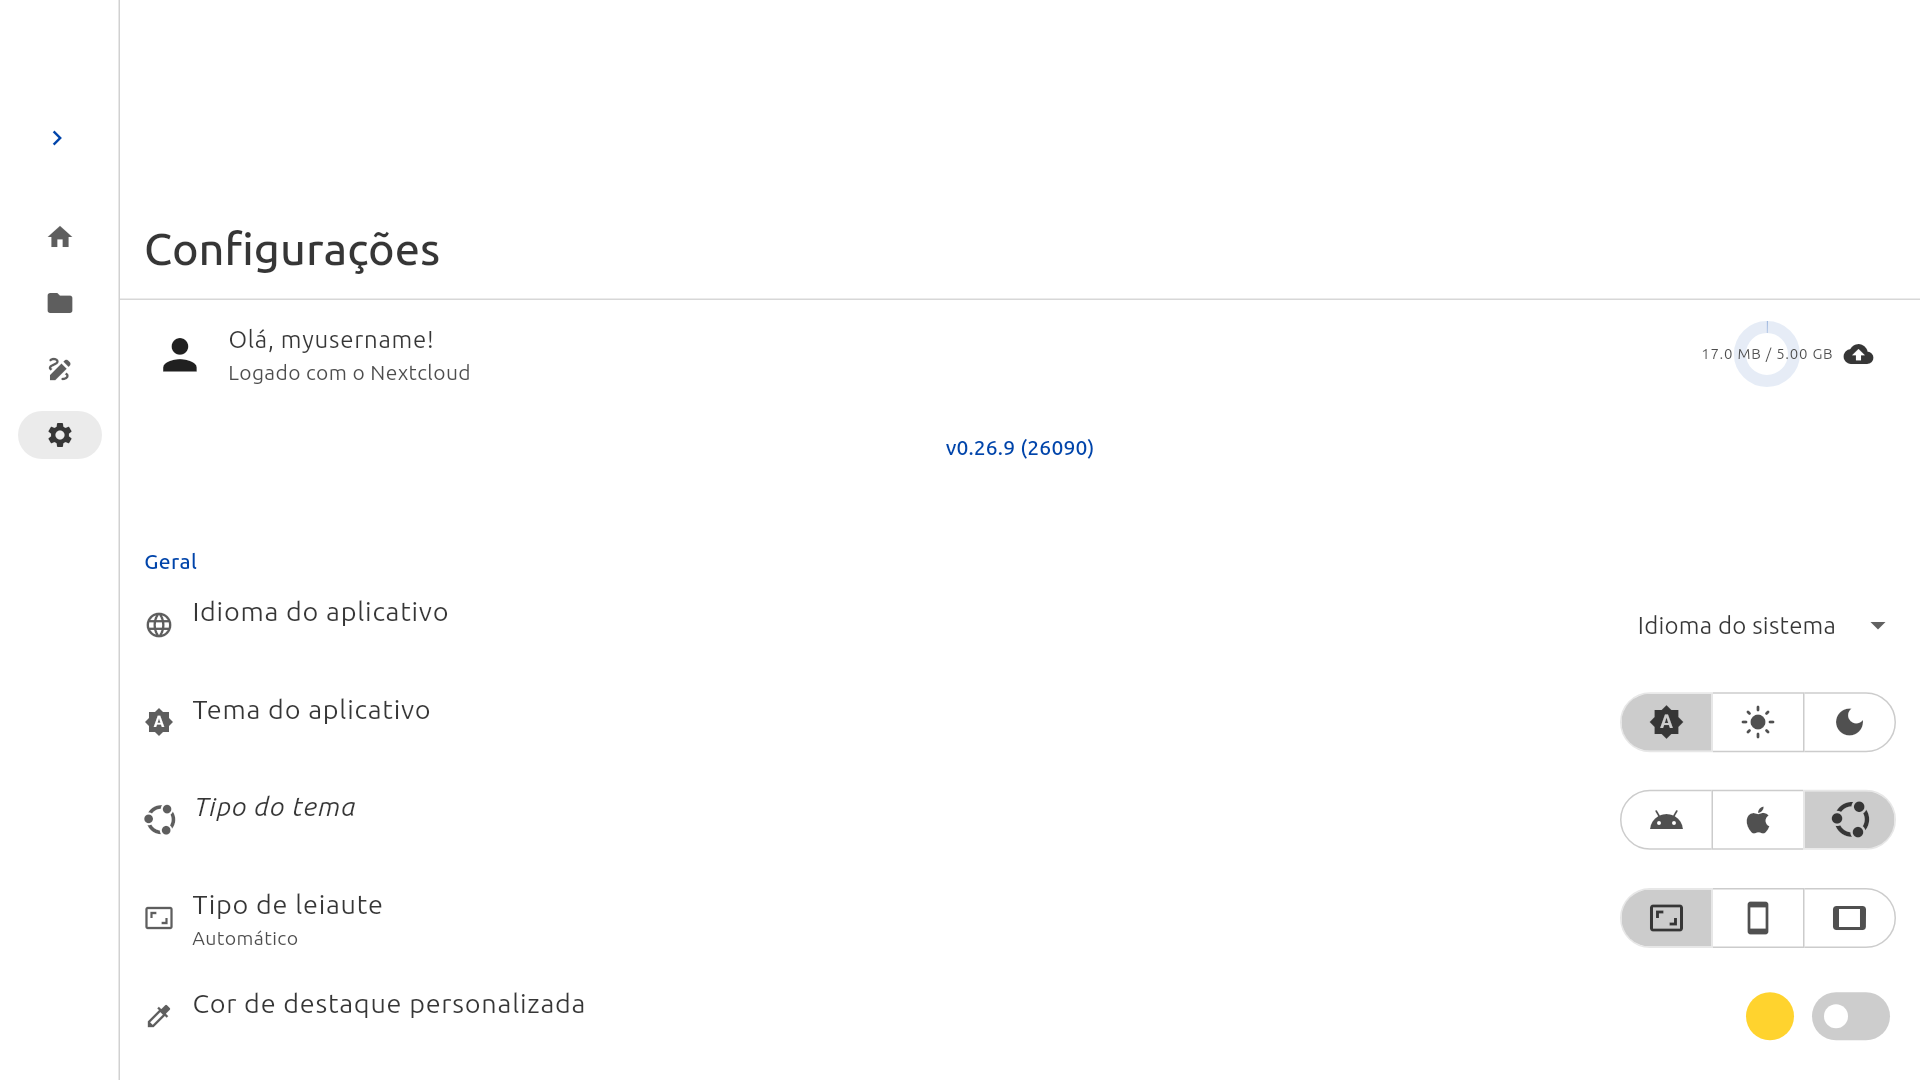 Configurações
Olá, myusername!
Logado com o Nextcloud
17.0 MB / 5.00 GB
v0.26.9 (26090)
Geral
Idioma do aplicativo
Idioma do sistema
Tema do aplicativo
Tipo do tema
Tipo de leiaute
Automático
Cor de destaque personalizada